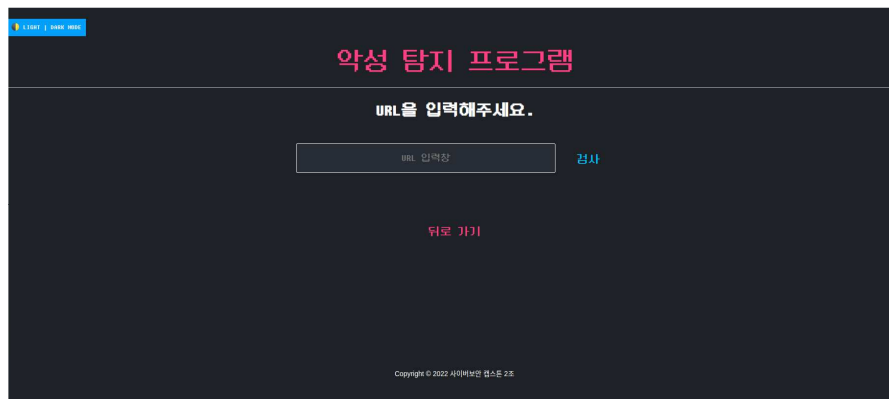 LIGHT | DARK MODE
악성 탐지 프로그램
URL을 입력해주세요.
URL 입력창
검사
뒤로 가기
Copyright © 2022 사이버보안 캡스톤 2조